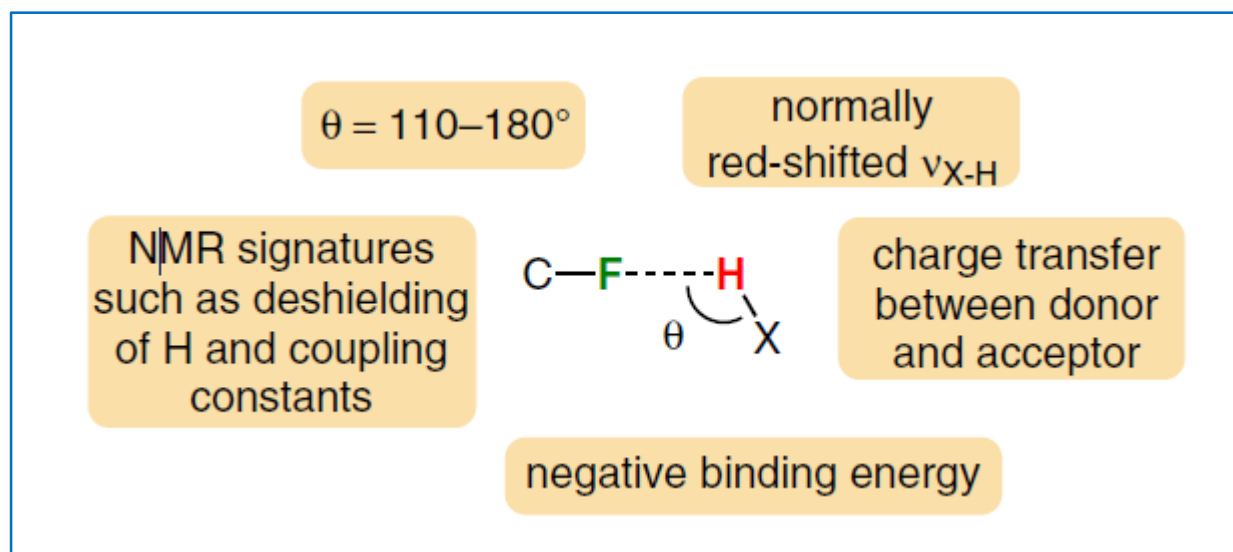 θ = 110–180°
normally
red-shifted νX-H
NMR signatures
such as deshielding
of H and coupling
constants
C—F-----H
θ
X
charge transfer
between donor
and acceptor
negative binding energy